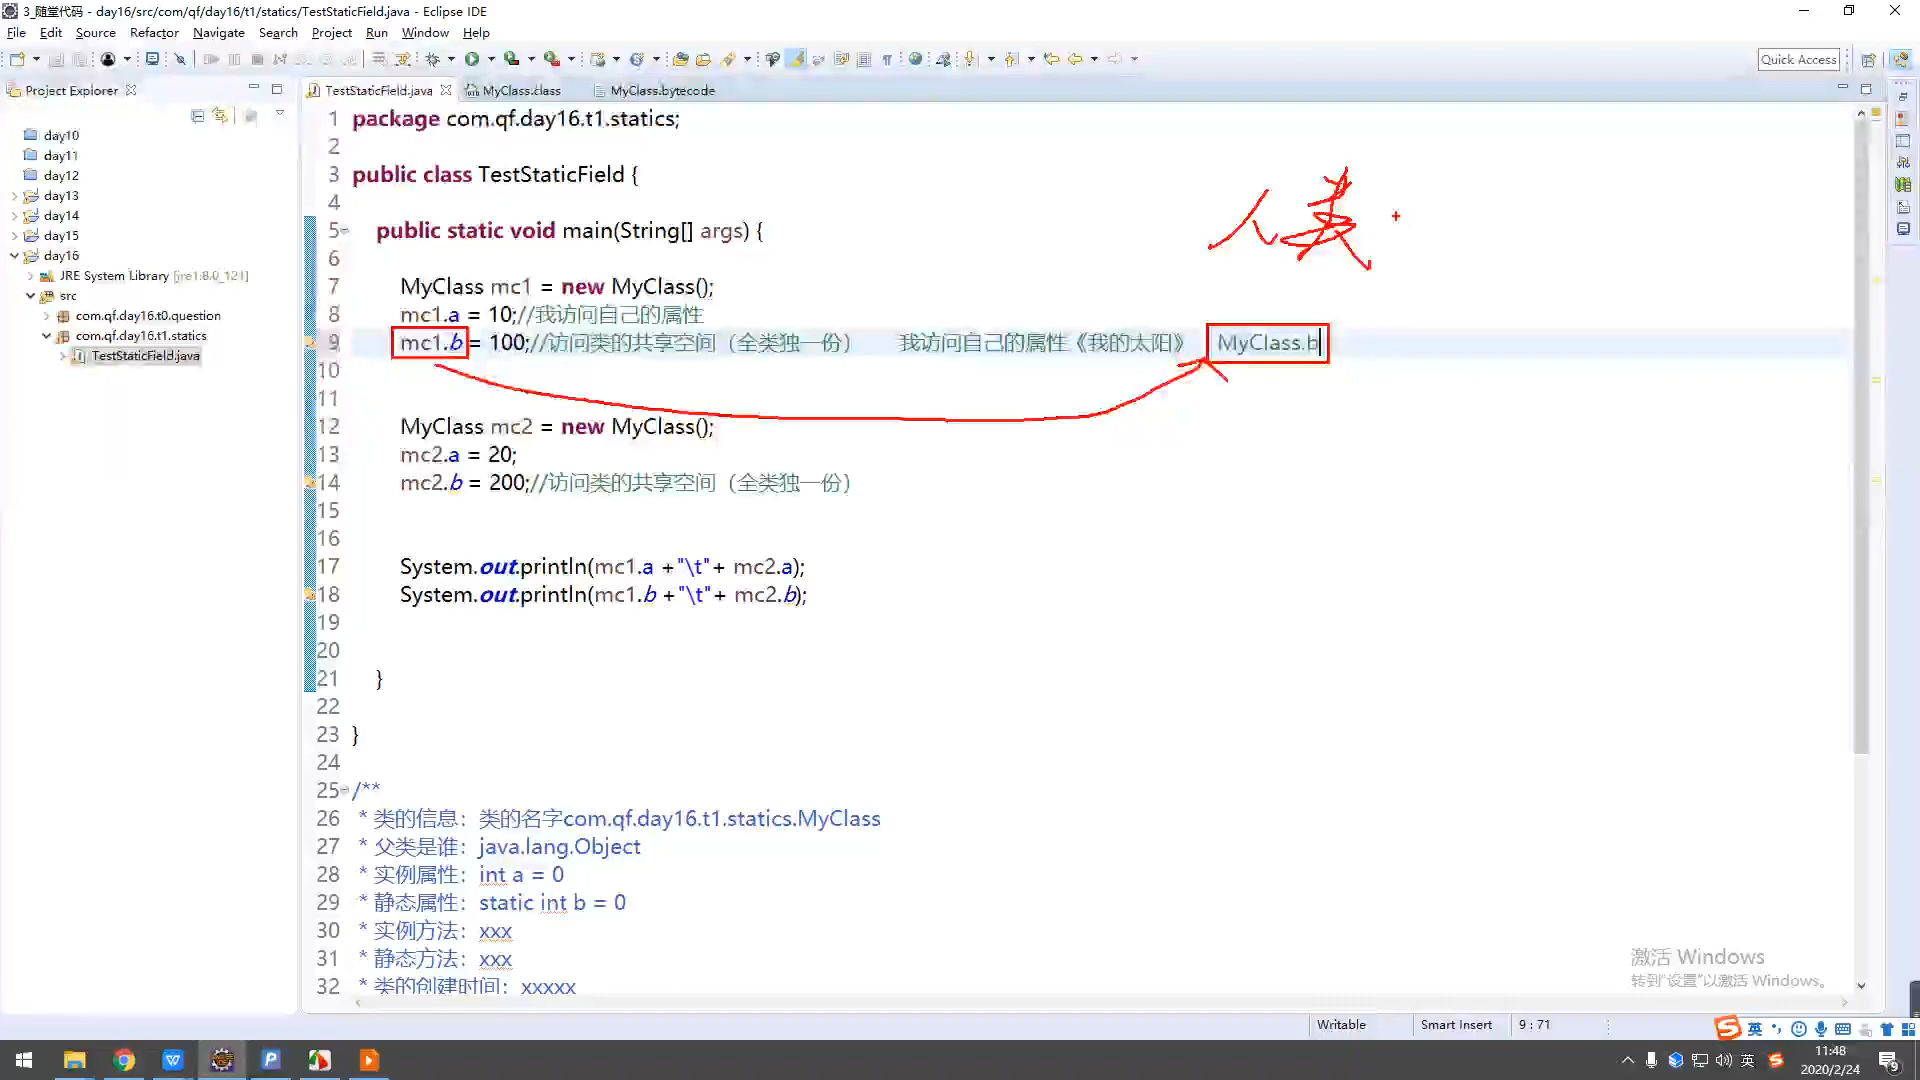 3_随堂代码 - day16/src/com/qf/day16/t1/statics/TestStaticField.java - Eclipse IDE
File Edit Source Refactor Navigate Search Project Run Window Help
Quick Access
Project Explorer
TestStaticField.java MyClass.class MyClass.bytecode
day10
day11
day12
day13
day14
day15
day16
JRE System Library [jre1.8.0_121]
src
com.qf.day16.t0.question
com.qf.day16.t1.statics
TestStaticField.java
1 package com.qf.day16.t1.statics;
2
3 public class TestStaticField {
4
5 public static void main(String[] args) {
6
7 MyClass mc1 = new MyClass();
8 mc1.a = 10;//我访问自己的属性
9 mc1.b = 100;//访问类的共享空间（全类独一份） 我访问自己的属性《我的太阳》 MyClass.b
10
11
12 MyClass mc2 = new MyClass();
13 mc2.a = 20;
14 mc2.b = 200;//访问类的共享空间（全类独一份）
15
16
17 System.out.println(mc1.a +"\t"+ mc2.a);
18 System.out.println(mc1.b +"\t"+ mc2.b);
19
20
21 }
22
23 }
24
25 /**
26 * 类的信息：类的名字com.qf.day16.t1.statics.MyClass
27 * 父类是谁：java.lang.Object
28 * 实例属性：int a = 0
29 * 静态属性：static int b = 0
30 * 实例方法：xxx
31 * 静态方法：xxx
32 * 类的创建时间：xxxxx
人类
激活 Windows
转到"设置"以激活 Windows。
Writable Smart Insert 9 : 71
英
英
11:48
2020/2/24
9